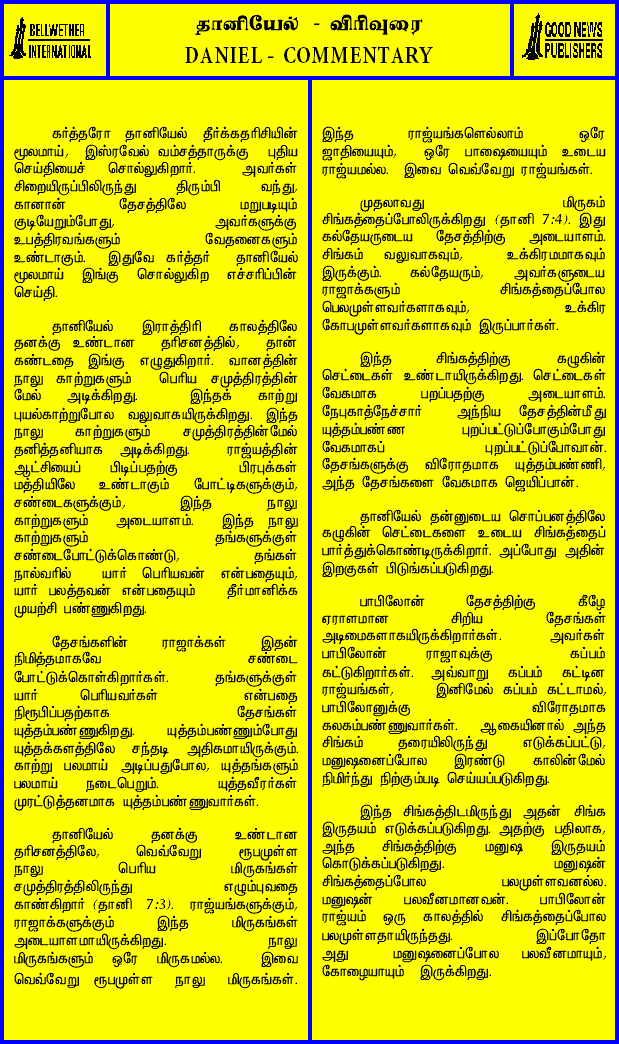 BELLWETHER
INTERNATIONAL
தானியேல் - விரிவுரை
DANIEL - COMMENTARY
GOOD NEWS
PUBLISHERS
கர்த்தரோ தானியேல் தீர்க்கதரிசியின்
மூலமாய், இஸ்ரவேல் வம்சத்தாருக்கு புதிய
செய்தியைச் சொல்லுகிறார். அவர்கள்
சிறையிருப்பிலிருந்து திரும்பி வந்து,
கானான் தேசத்திலே மறுபடியும்
குடியேறும்போது, அவர்களுக்கு
உபத்திரவங்களும் வேதனைகளும்
உண்டாகும். இதுவே கர்த்தர் தானியேல்
மூலமாய் இங்கு சொல்லுகிற எச்சரிப்பின்
செய்தி.
தானியேல் இராத்திரி காலத்திலே
தனக்கு உண்டான தரிசனத்தில், தான்
கண்டதை இங்கு எழுதுகிறார். வானத்தின்
நாலு காற்றுகளும் பெரிய சமுத்திரத்தின்
மேல் அடிக்கிறது. இந்தக் காற்று
புயல்காற்றுபோல வலுவாகயிருக்கிறது. இந்த
நாலு காற்றுகளும் சமுத்திரத்தின்மேல்
தனித்தனியாக அடிக்கிறது. ராஜ்யத்தின்
ஆட்சியைப் பிடிப்பதற்கு பிரபுக்கள்
மத்தியிலே உண்டாகும் போட்டிகளுக்கும்,
சண்டைகளுக்கும், இந்த நாலு
காற்றுகளும் அடையாளம். இந்த நாலு
காற்றுகளும் தங்களுக்குள்
சண்டைபோட்டுக்கொண்டு, தங்கள்
நால்வரில் யார் பெரியவன் என்பதையும்,
யார் பலத்தவன் என்பதையும் தீர்மானிக்க
முயற்சி பண்ணுகிறது.
தேசங்களின் ராஜாக்கள் இதன்
நிமித்தமாகவே சண்டை
போட்டுக்கொள்கிறார்கள். தங்களுக்குள்
யார் பெரியவர்கள் என்பதை
நிரூபிப்பதற்காக தேசங்கள்
யுத்தம்பண்ணுகிறது. யுத்தம்பண்ணும்போது
யுத்தக்களத்திலே சந்தடி அதிகமாயிருக்கும்.
காற்று பலமாய் அடிப்பதுபோல, யுத்தங்களும்
பலமாய் நடைபெறும். யுத்தவீரர்கள்
முரட்டுத்தனமாக யுத்தம்பண்ணுவார்கள்.
தானியேல் தனக்கு உண்டான
தரிசனத்திலே, வெவ்வேறு ரூபமுள்ள
நாலு பெரிய மிருகங்கள்
சமுத்திரத்திலிருந்து எழும்புவதை
காண்கிறார் (தானி 7:3). ராஜ்யங்களுக்கும்,
ராஜாக்களுக்கும் இந்த மிருகங்கள்
அடையாளமாயிருக்கிறது. நாலு
மிருகங்களும் ஒரே மிருகமல்ல. இவை
வெவ்வேறு ரூபமுள்ள நாலு மிருகங்கள்.
இந்த ராஜ்யங்களெல்லாம் ஒரே
ஜாதியையும், ஒரே பாஷையையும் உடைய
ராஜ்யமல்ல. இவை வெவ்வேறு ராஜ்யங்கள்.
முதலாவது மிருகம்
சிங்கத்தைப்போலிருக்கிறது (தானி 7:4). இது
கல்தேயருடைய தேசத்திற்கு அடையாளம்.
சிங்கம் வலுவாகவும், உக்கிரமமாகவும்
இருக்கும். கல்தேயரும், அவர்களுடைய
ராஜாக்களும் சிங்கத்தைப்போல
பெலமுள்ளவர்களாகவும், உக்கிர
கோபமுள்ளவர்களாகவும் இருப்பார்கள்.
இந்த சிங்கத்திற்கு கழுகின்
செட்டைகள் உண்டாயிருக்கிறது. செட்டைகள்
வேகமாக பறப்பதற்கு அடையாளம்.
நேபுகாத்நேச்சார் அந்நிய தேசத்தின்மீது
யுத்தம்பண்ண புறப்பட்டுப்போகும்போது
வேகமாகப் புறப்பட்டுப்போவான்.
தேசங்களுக்கு விரோதமாக யுத்தம்பண்ணி,
அந்த தேசங்களை வேகமாக ஜெயிப்பான்.
தானியேல் தன்னுடைய சொப்பனத்திலே
கழுகின் செட்டைகளை உடைய சிங்கத்தைப்
பார்த்துக்கொண்டிருக்கிறார். அப்போது அதின்
இறகுகள் பிடுங்கப்படுகிறது.
பாபிலோன் தேசத்திற்கு கீழே
ஏராளமான சிறிய தேசங்கள்
அடிமைகளாகயிருக்கிறார்கள். அவர்கள்
பாபிலோன் ராஜாவுக்கு கப்பம்
கட்டுகிறார்கள். அவ்வாறு கப்பம் கட்டின
ராஜ்யங்கள், இனிமேல் கப்பம் கட்டாமல்,
பாபிலோனுக்கு விரோதமாக
கலகம்பண்ணுவார்கள். ஆகையினால் அந்த
சிங்கம் தரையிலிருந்து எடுக்கப்பட்டு,
மனுஷனைப்போல இரண்டு காலின்மேல்
நிமிர்ந்து நிற்கும்படி செய்யப்படுகிறது.
இந்த சிங்கத்திடமிருந்து அதன் சிங்க
இருதயம் எடுக்கப்படுகிறது. அதற்கு பதிலாக,
அந்த சிங்கத்திற்கு மனுஷ இருதயம்
கொடுக்கப்படுகிறது. மனுஷன்
சிங்கத்தைப்போல பலமுள்ளவனல்ல.
மனுஷன் பலவீனமானவன். பாபிலோன்
ராஜ்யம் ஒரு காலத்தில் சிங்கத்தைப்போல
பலமுள்ளதாயிருந்தது. இப்போதோ
அது மனுஷனைப்போல பலவீனமாயும்,
கோழையாயும் இருக்கிறது.